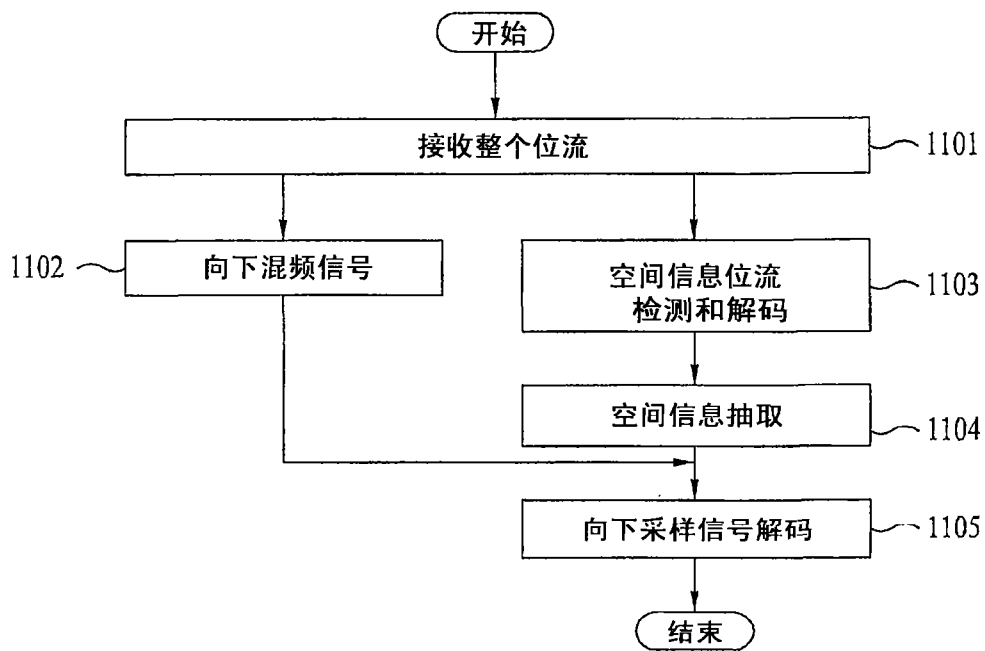 开始
接收整个位流
1101
1102
向下混频信号
空间信息位流
检测和解码
1103
空间信息抽取
1104
向下采样信号解码
1105
结束